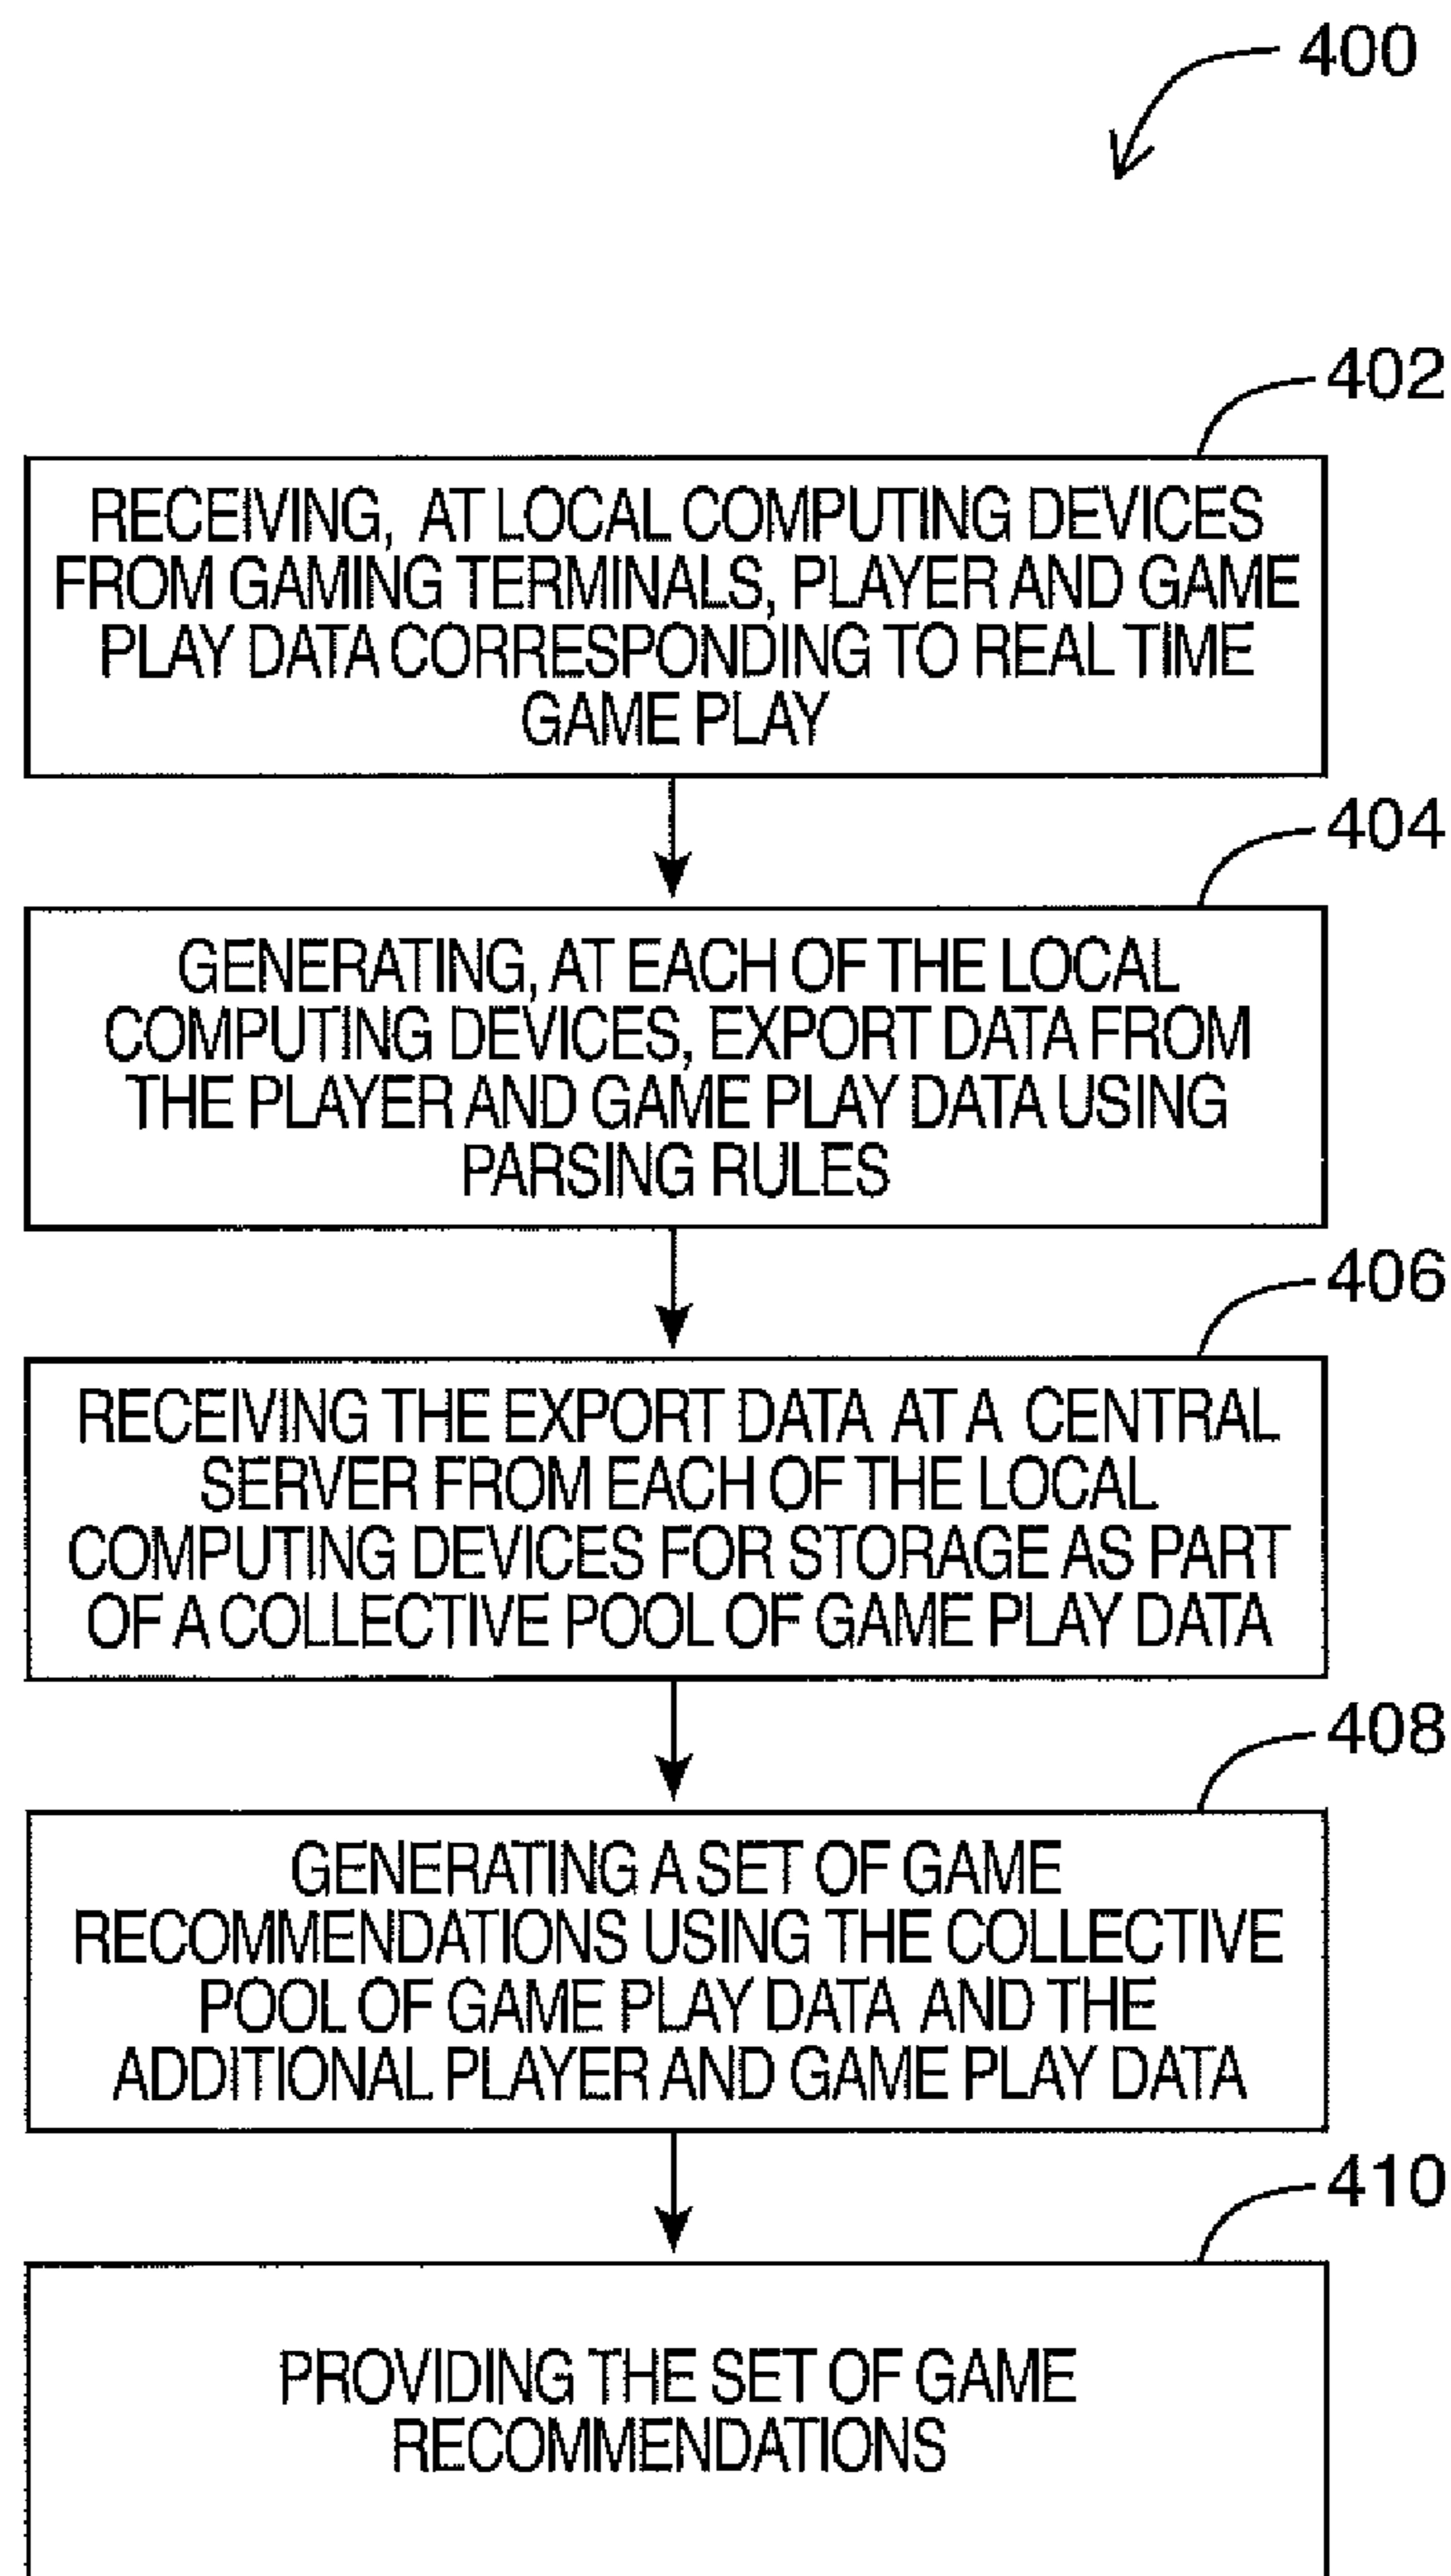 400
402
RECEIVING, AT LOCAL COMPUTING DEVICES
FROM GAMING TERMINALS, PLAYER AND GAME
PLAY DATA CORRESPONDING TO REAL TIME
GAME PLAY
404
GENERATING, AT EACH OF THE LOCAL
COMPUTING DEVICES, EXPORT DATA FROM
THE PLAYER AND GAME PLAY DATA USING
PARSING RULES
406
RECEIVING THE EXPORT DATA AT A CENTRAL
SERVER FROM EACH OF THE LOCAL
COMPUTING DEVICES FOR STORAGE AS PART
OF A COLLECTIVE POOL OF GAME PLAY DATA
408
GENERATING A SET OF GAME
RECOMMENDATIONS USING THE COLLECTIVE
POOL OF GAME PLAY DATA AND THE
ADDITIONAL PLAYER AND GAME PLAY DATA
410
PROVIDING THE SET OF GAME
RECOMMENDATIONS